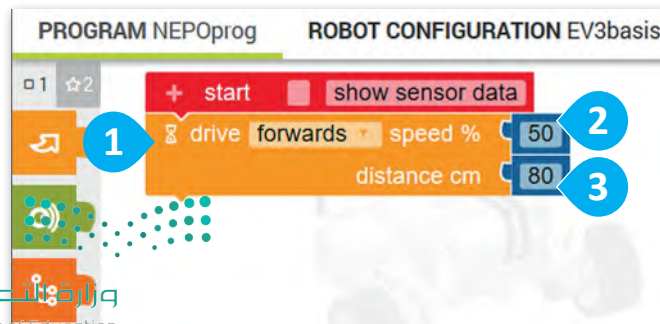 PROGRAM NEPOprog ROBOT CONFIGURATION EV3basis
1 2
+ start show sensor data
1 drive forwards speed % 50 2
distance cm 80 3